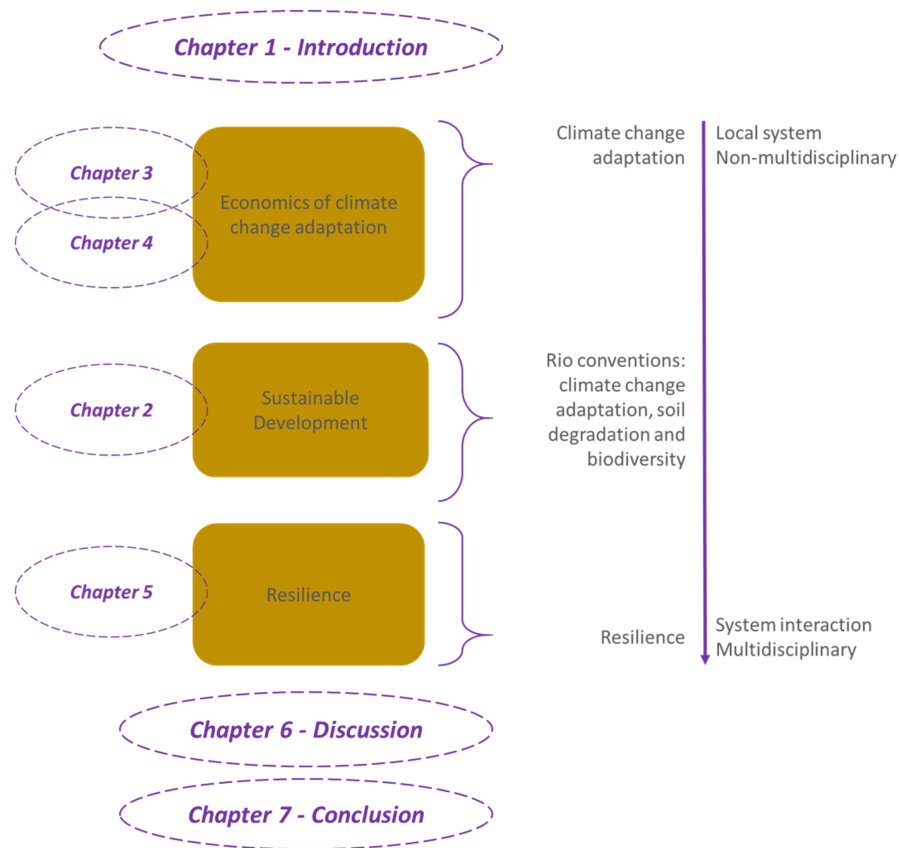 Chapter 1 - Introduction
Chapter 3
Chapter 4
Economics of climate
change adaptation
Climate change
adaptation
Local system
Non-multidisciplinary
Chapter 2
Sustainable
Development
Rio conventions:
climate change
adaptation, soil
degradation and
biodiversity
Chapter 5
Resilience
Resilience
System interaction
Multidisciplinary
Chapter 6 - Discussion
Chapter 7 - Conclusion